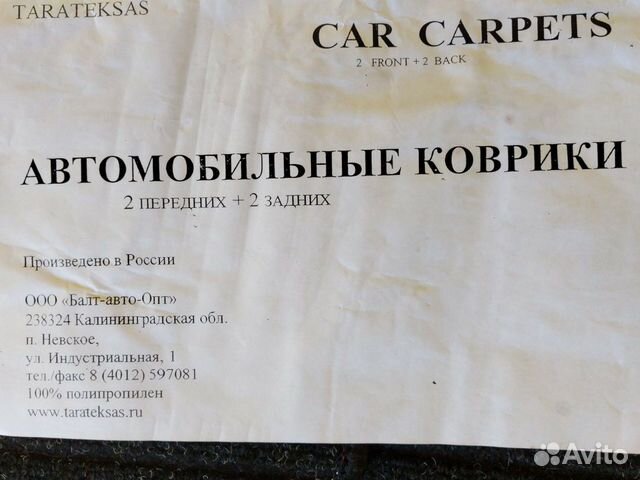 TARATEKSAS
CAR CARPETS
2 FRONT + 2 BACK
АВТОМОБИЛЬНЫЕ КОВРИКИ
2 ПЕРЕДНИХ + 2 ЗАДНИХ
Произведено в России
ООО «Балт-авто-Опт»
238324 Калининградская обл.
п. Невское,
ул. Индустриальная, 1
тел./факс 8 (4012) 597081
100% полипропилен
www.tarateksas.ru
Avito